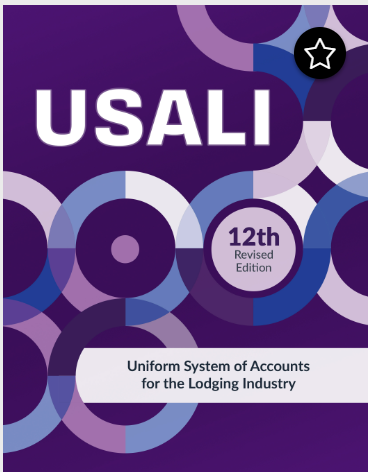 USALI
12th
Revised
Edition
Uniform System of Accounts
for the Lodging Industry